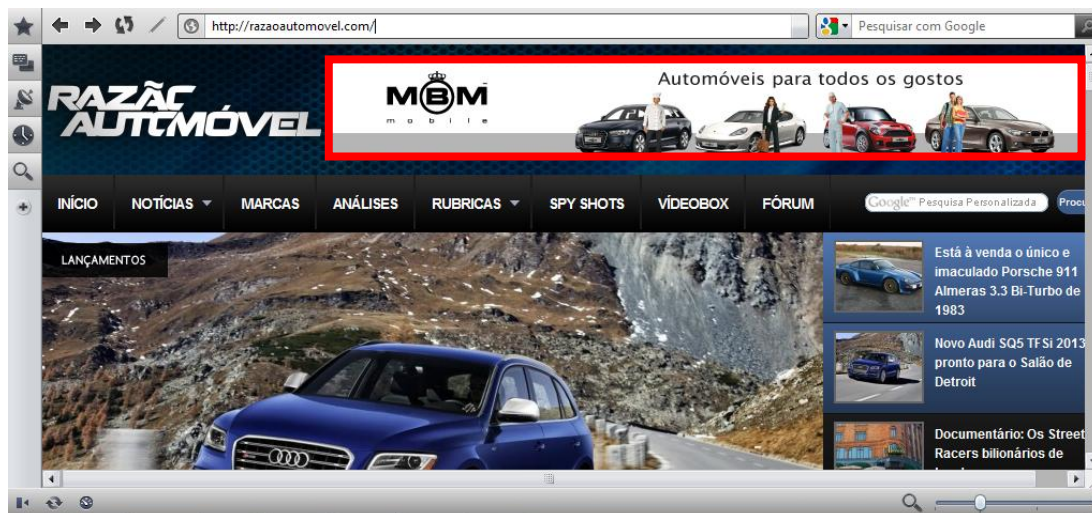 http://razaoautomovel.com/
Pesquisar com Google
RAZÃO
AUTOMÓVEL
MBM
mobile
Automóveis para todos os gostos
INÍCIO
NOTÍCIAS
MARCAS
ANÁLISES
RUBRICAS
SPY SHOTS
VÍDEOBOX
FÓRUM
Google™ Pesquisa Personalizada
LANÇAMENTOS
Está à venda o único e
imaculado Porsche 911
Almeras 3.3 Bi-Turbo de
1983
Novo Audi SQ5 TFSi 2013
pronto para o Salão de
Detroit
Documentário: Os Street
Racers bilionários de